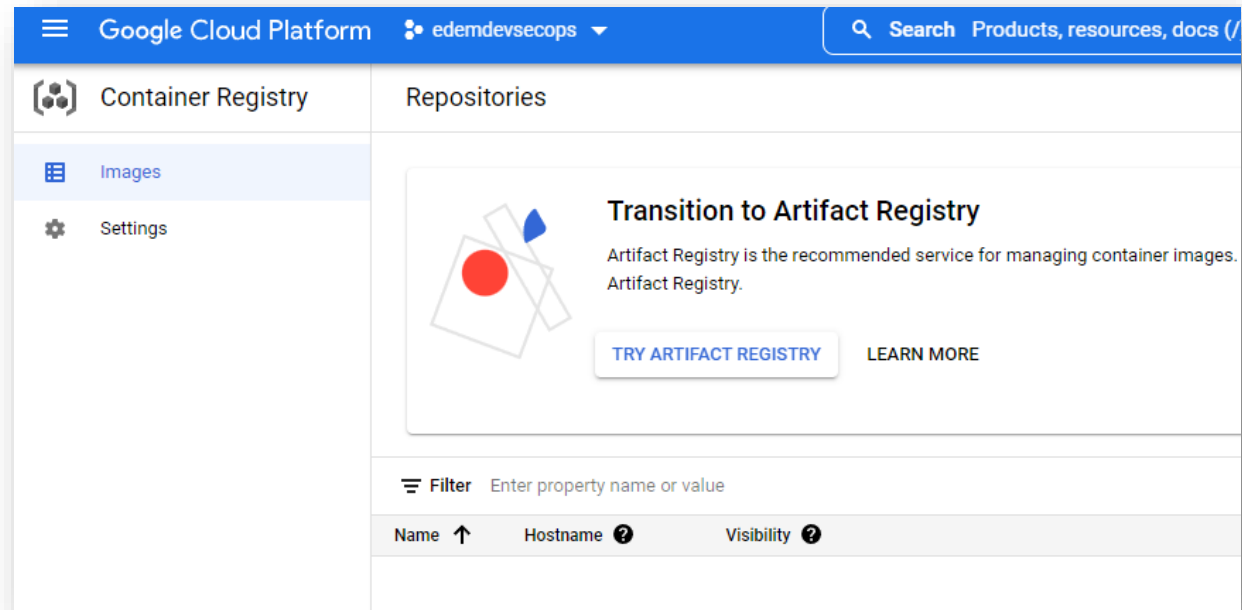 Google Cloud Platform
edemdevsecops
Search Products, resources, docs (/
Container Registry
Repositories
Images
Settings
Transition to Artifact Registry
Artifact Registry is the recommended service for managing container images.
Artifact Registry.
TRY ARTIFACT REGISTRY
LEARN MORE
Filter Enter property name or value
Name Hostname Visibility